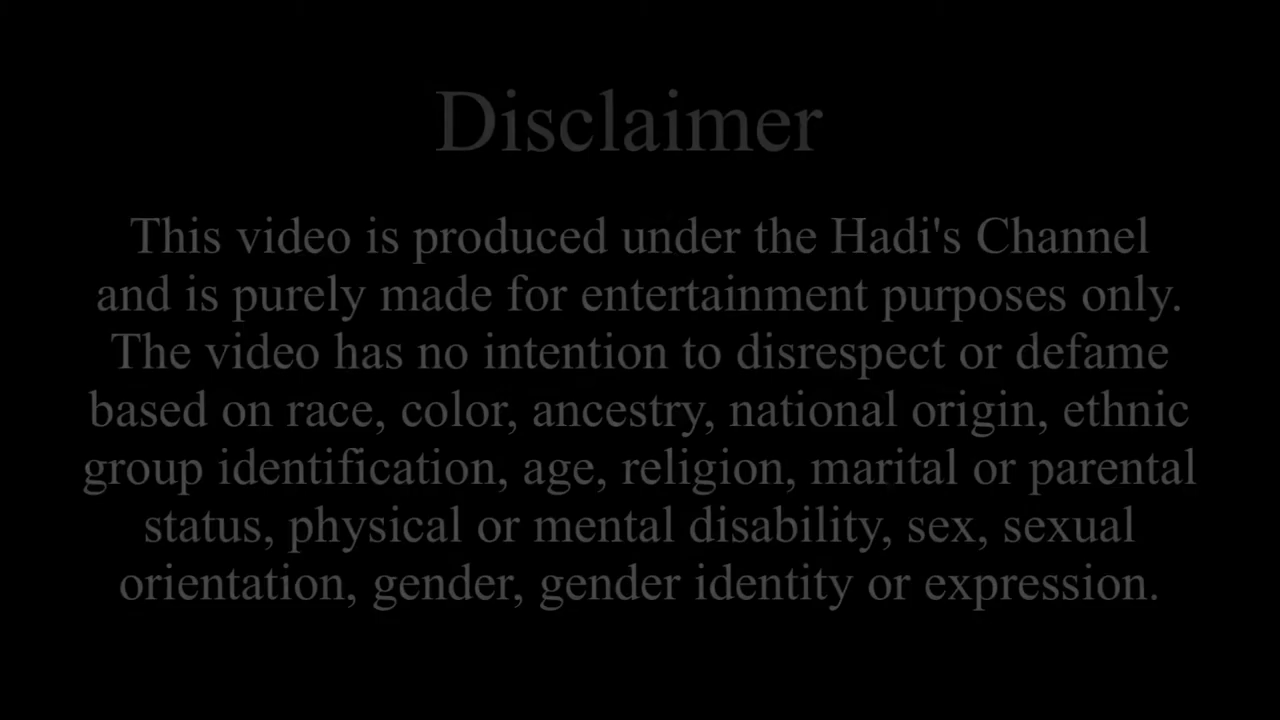 Disclaimer
This video is produced under the Hadi's Channel
and is purely made for entertainment purposes only.
The video has no intention to disrespect or defame
based on race, color, ancestry, national origin, ethnic
group identification, age, religion, marital or parental
status, physical or mental disability, sex, sexual
orientation, gender, gender identity or expression.